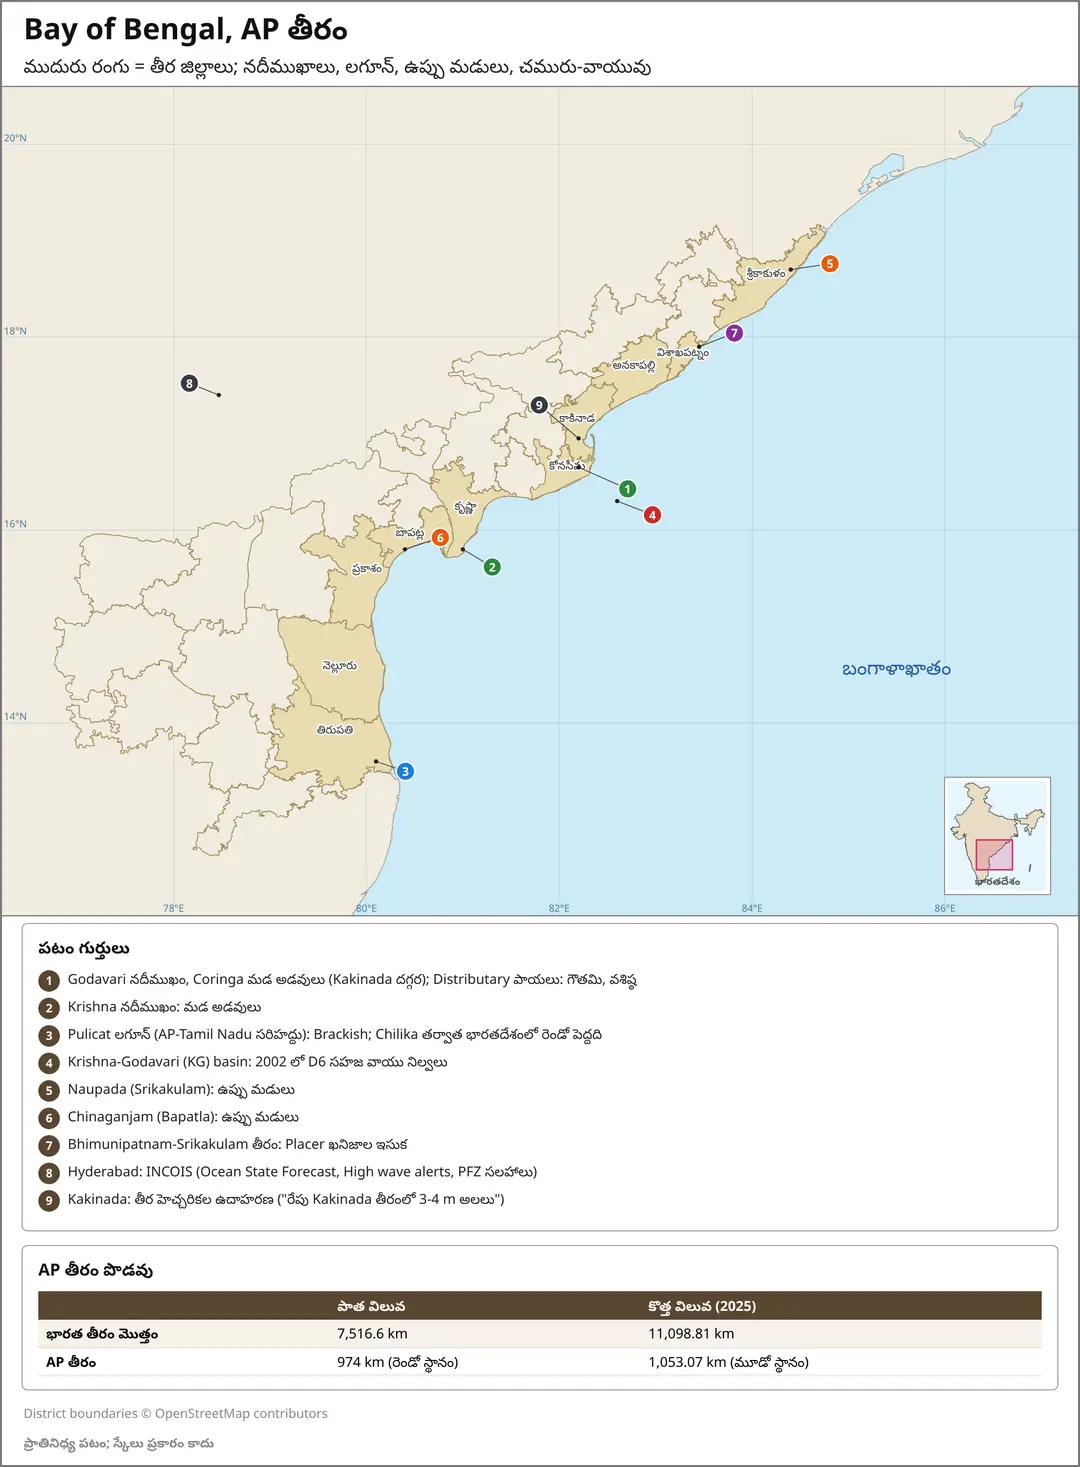 Bay of Bengal, AP తీరం
ముదురు రంగు = తీర జిల్లాలు; నదీముఖాలు, లగూన్, ఉప్పు మడులు, చమురు-వాయువు
20°N
5
శ్రీకాకుళం
18°N
7
విశాఖపట్నం
అనకాపల్లి
8
9
కాకినాడ
కోనసీమ
1
కృష్ణా
4
16°N
బాపట్ల
6
2
ప్రకాశం
నెల్లూరు
బంగాళాఖాతం
14°N
తిరుపతి
3
భారతదేశం
78°E
80°E
82°E
84°E
86°E
పటం గుర్తులు
1 Godavari నదీముఖం, Coringa మడ అడవులు (Kakinada దగ్గర); Distributary పాయలు: గౌతమి, వశిష్ఠ
2 Krishna నదీముఖం: మడ అడవులు
3 Pulicat లగూన్ (AP-Tamil Nadu సరిహద్దు): Brackish; Chilika తర్వాత భారతదేశంలో రెండో పెద్దది
4 Krishna-Godavari (KG) basin: 2002 లో D6 సహజ వాయు నిల్వలు
5 Naupada (Srikakulam): ఉప్పు మడులు
6 Chinaganjam (Bapatla): ఉప్పు మడులు
7 Bhimunipatnam-Srikakulam తీరం: Placer ఖనిజాల ఇసుక
8 Hyderabad: INCOIS (Ocean State Forecast, High wave alerts, PFZ సలహాలు)
9 Kakinada: తీర హెచ్చరికల ఉదాహరణ ("రేపు Kakinada తీరంలో 3-4 m అలలు")
AP తీరం పొడవు
పాత విలువ కొత్త విలువ (2025)
భారత తీరం మొత్తం 7,516.6 km 11,098.81 km
AP తీరం 974 km (రెండో స్థానం) 1,053.07 km (మూడో స్థానం)
District boundaries © OpenStreetMap contributors
ప్రాతినిధ్య పటం; స్కేలు ప్రకారం కాదు